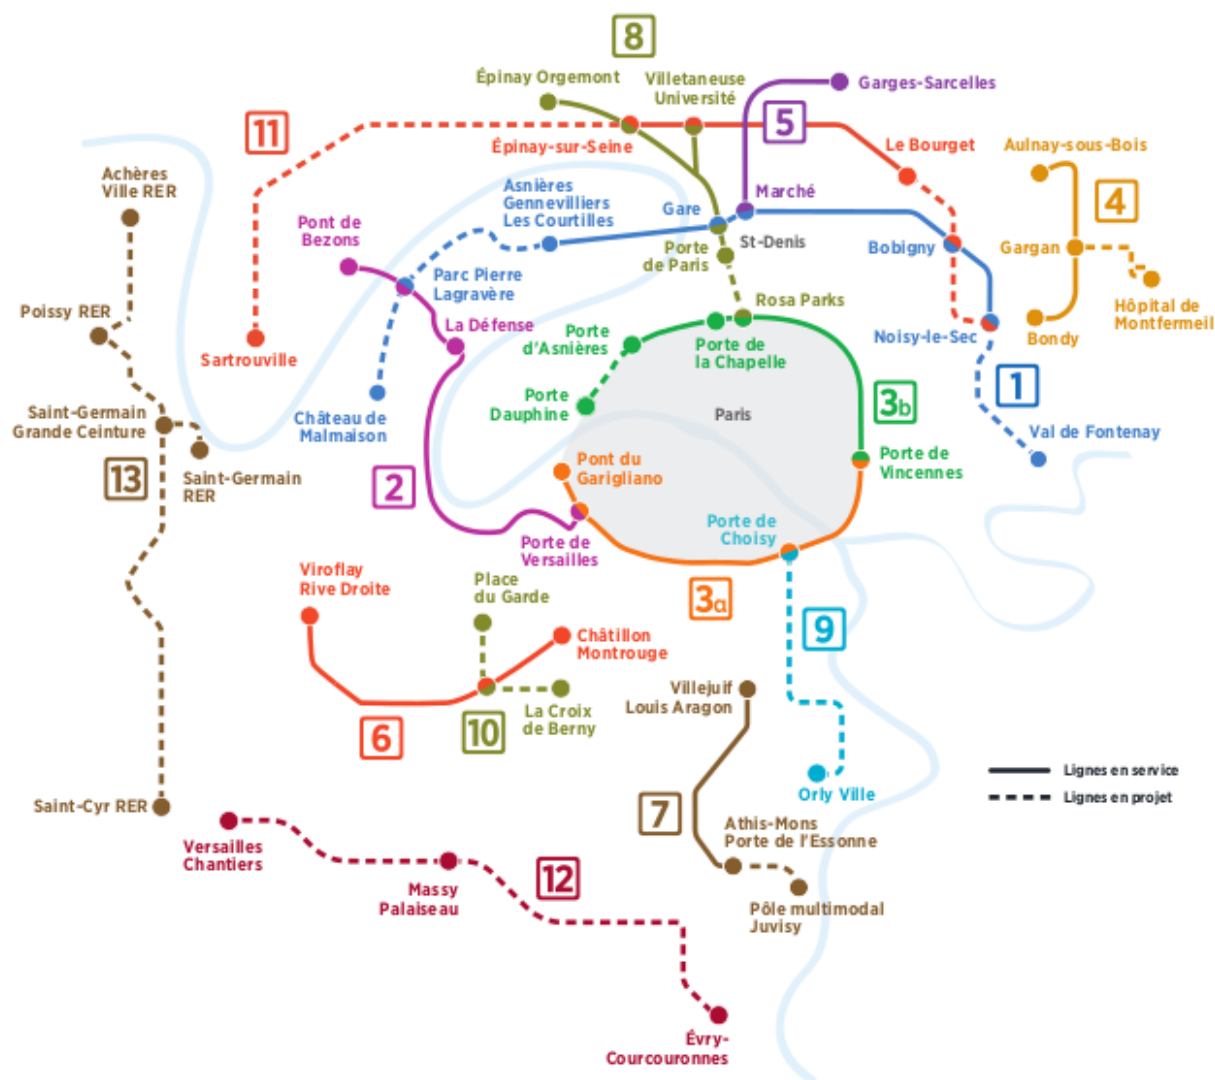 8
Épinay Orgemont
Villetaneuse
Université
Garges-Sarcelles
5
11
Épinay-sur-Seine
Le Bourget
Aulnay-sous-Bois
Achères
Ville RER
Asnières
Gennevilliers
Les Courtilles
Marché
4
Pont de
Bezons
Gare
St-Denis
Porte
de Paris
Bobigny
Gargan
Parc Pierre
Lagravère
Poissy RER
Rosa Parks
Hôpital de
Montfermeil
La Défense
Porte
d'Asnières
Porte de
la Chapelle
Noisy-le-Sec
Bondy
Sartrouville
1
Porte
Dauphine
3b
Château de
Malmaison
Paris
Saint-Germain
Grande Ceinture
Val de Fontenay
13
Saint-Germain
RER
2
Pont du
Garigliano
Porte de
Vincennes
Porte de
Choisy
Porte de
Versailles
Viroflay
Rive Droite
Place
du Garde
3a
9
Châtillon
Montrouge
Villejuif
Louis Aragon
La Croix
de Berny
6
10
Lignes en service
Lignes en projet
Orly Ville
Saint-Cyr RER
7
Athis-Mons
Porte de l'Essonne
Versailles
Chantiers
12
Massy
Palaiseau
Pôle multimodal
Juvisy
Évry-
Courcouronnes